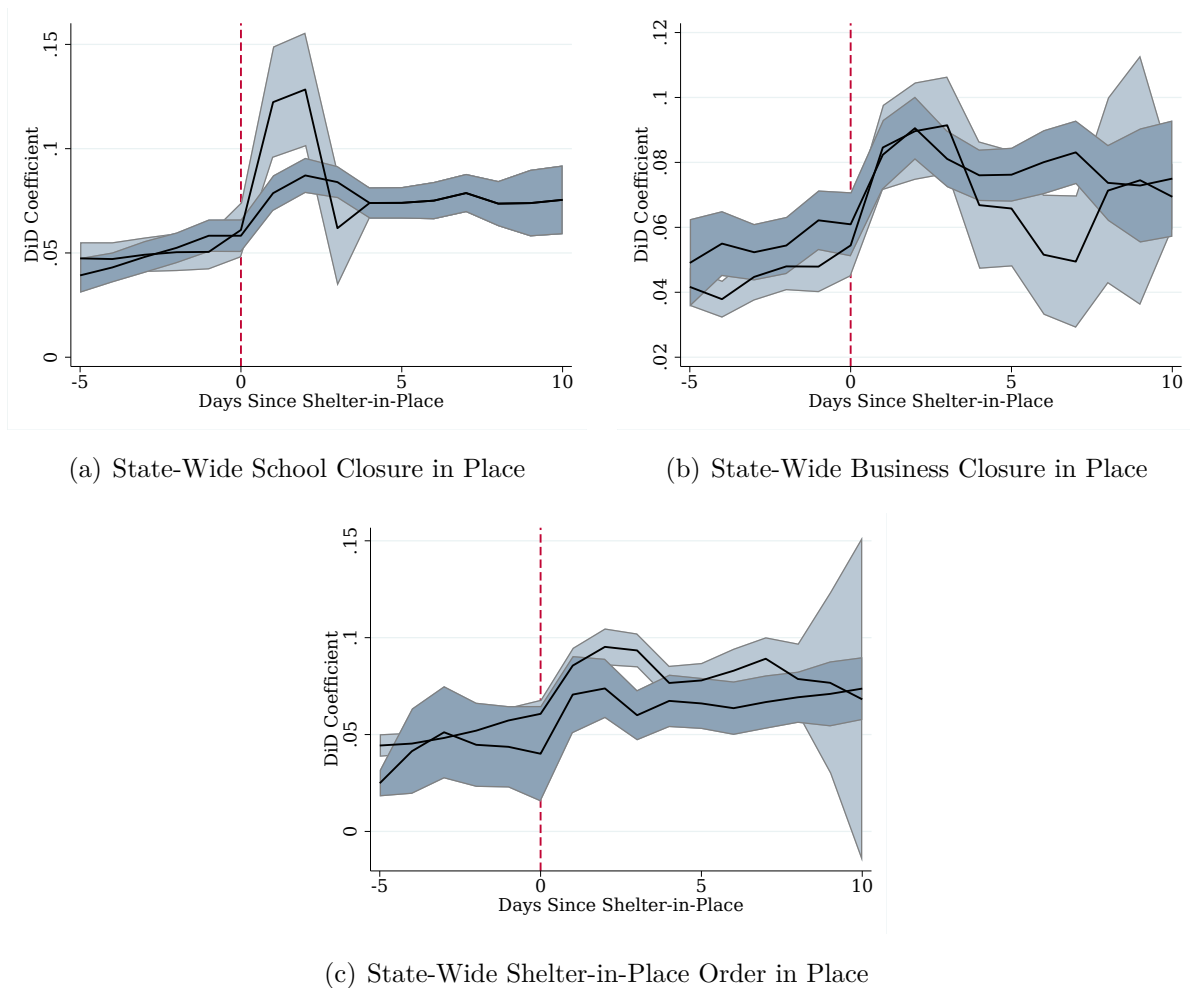 .15
.1
.05
0
DiD Coefficient
-5 0 5 10
Days Since Shelter-in-Place
(a) State-Wide School Closure in Place
.12
.1
.08
.06
.04
.02
DiD Coefficient
-5 0 5 10
Days Since Shelter-in-Place
(b) State-Wide Business Closure in Place
.15
.1
.05
0
DiD Coefficient
-5 0 5 10
Days Since Shelter-in-Place
(c) State-Wide Shelter-in-Place Order in Place